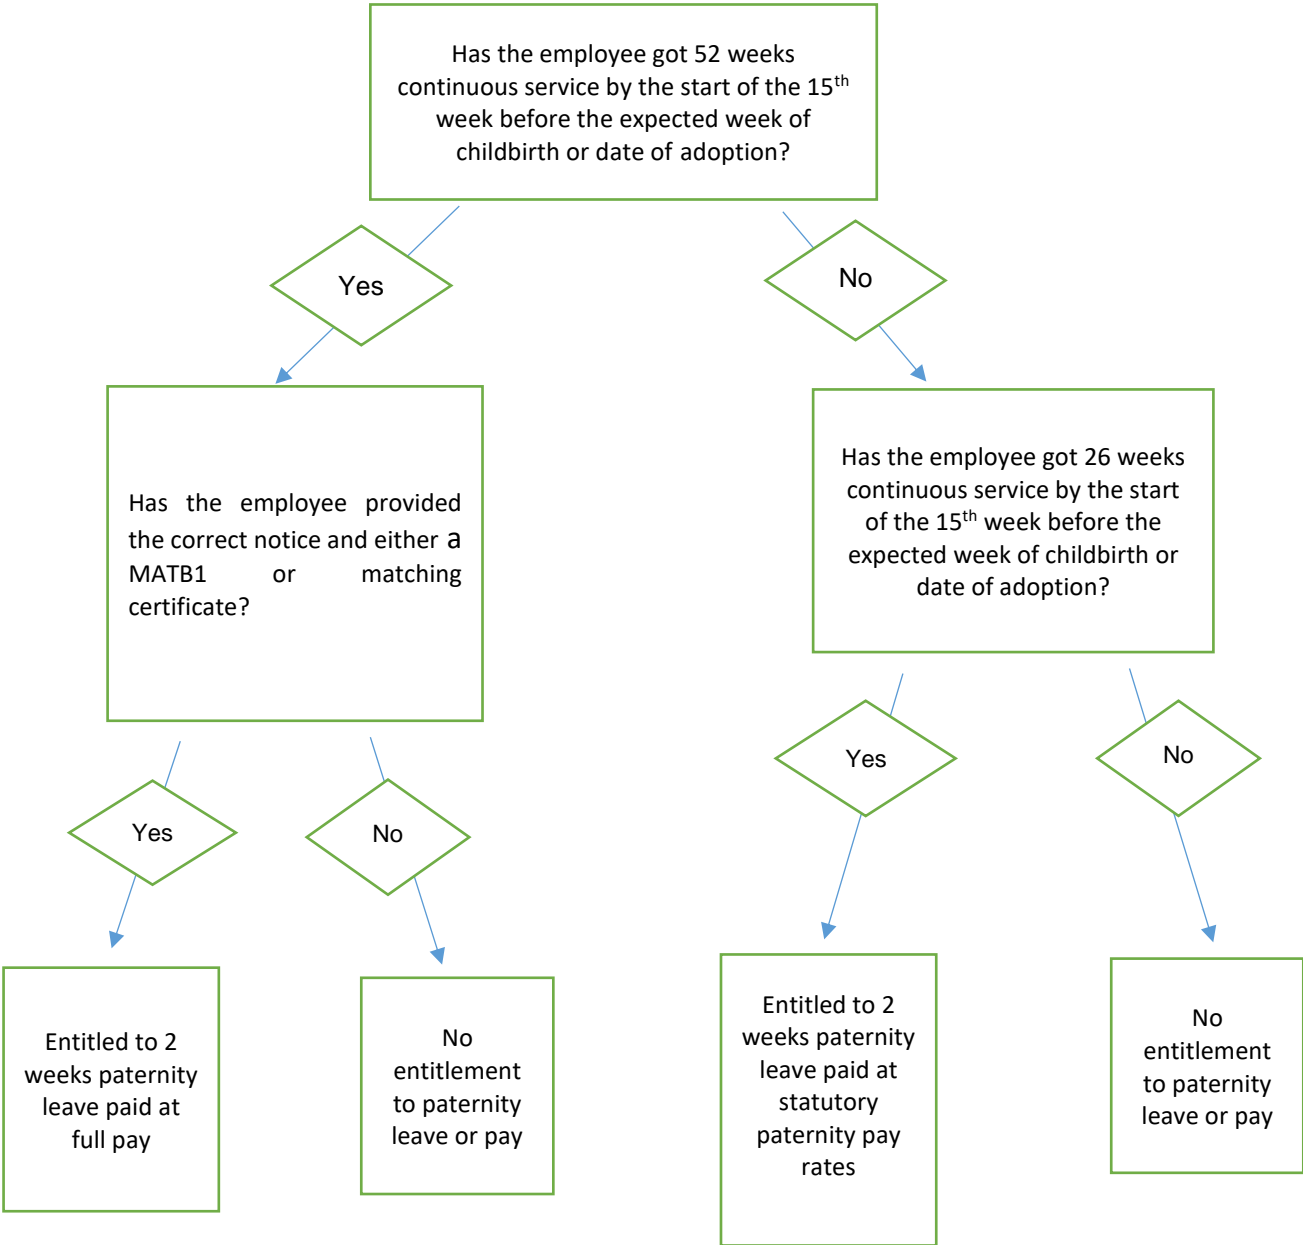 Has the employee got 52 weeks
continuous service by the start of the 15th
week before the expected week of
childbirth or date of adoption?
Yes
No
Has the employee provided
the correct notice and either a
MATB1 or matching
certificate?
Has the employee got 26 weeks
continuous service by the start
of the 15th week before the
expected week of childbirth or
date of adoption?
Yes
No
Yes
No
Entitled to 2
weeks paternity
leave paid at
full pay
No
entitlement
to paternity
leave or pay
Entitled to 2
weeks paternity
leave paid at
statutory
paternity pay
rates
No
entitlement
to paternity
leave or pay